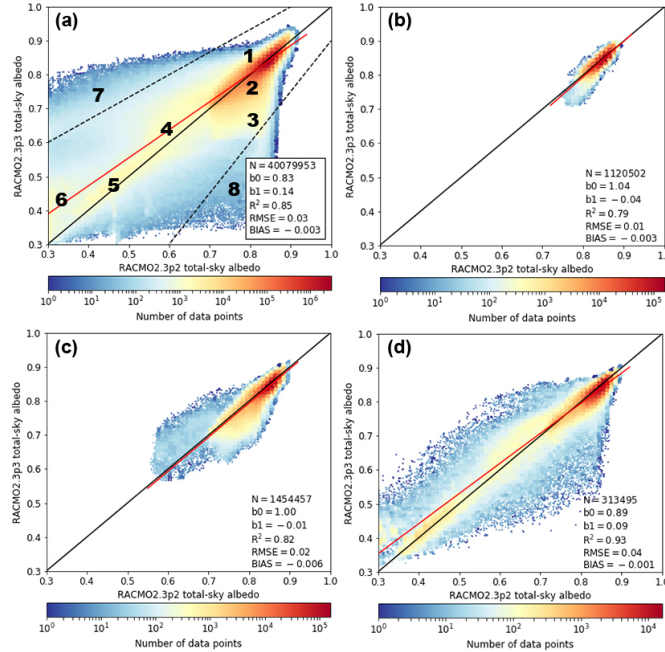 (a)
1.0
0.9
0.8
0.7
0.6
0.5
0.4
0.3
RACMO2.3p3 total-sky albedo
1
2
3
4
5
6
7
8
N = 40079953
b0 = 0.83
b1 = 0.14
R² = 0.85
RMSE = 0.03
BIAS = −0.003
0.3 0.4 0.5 0.6 0.7 0.8 0.9 1.0
RACMO2.3p2 total-sky albedo
10⁰ 10¹ 10² 10³ 10⁴ 10⁵ 10⁶
Number of data points
(b)
1.0
0.9
0.8
0.7
0.6
0.5
0.4
0.3
RACMO2.3p3 total-sky albedo
N = 1120502
b0 = 1.04
b1 = −0.04
R² = 0.79
RMSE = 0.01
BIAS = −0.003
0.3 0.4 0.5 0.6 0.7 0.8 0.9 1.0
RACMO2.3p2 total-sky albedo
10⁰ 10¹ 10² 10³ 10⁴ 10⁵
Number of data points
(c)
1.0
0.9
0.8
0.7
0.6
0.5
0.4
0.3
RACMO2.3p3 total-sky albedo
N = 1454457
b0 = 1.00
b1 = −0.01
R² = 0.82
RMSE = 0.02
BIAS = −0.006
0.3 0.4 0.5 0.6 0.7 0.8 0.9 1.0
RACMO2.3p2 total-sky albedo
10⁰ 10¹ 10² 10³ 10⁴ 10⁵
Number of data points
(d)
1.0
0.9
0.8
0.7
0.6
0.5
0.4
0.3
RACMO2.3p3 total-sky albedo
N = 313495
b0 = 0.89
b1 = 0.09
R² = 0.93
RMSE = 0.04
BIAS = −0.001
0.3 0.4 0.5 0.6 0.7 0.8 0.9 1.0
RACMO2.3p2 total-sky albedo
10⁰ 10¹ 10² 10³ 10⁴
Number of data points